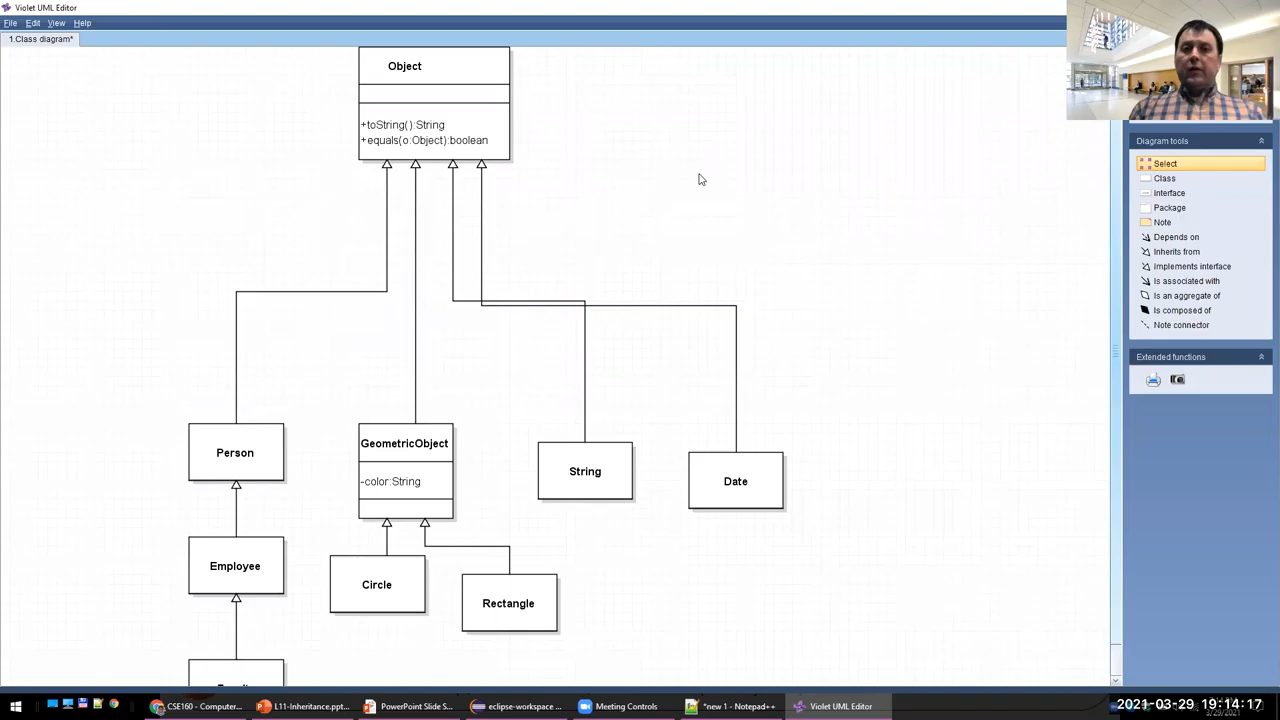 Violet UML Editor
File Edit View Help
1.Class diagram*
Object
+toString():String
+equals(o:Object):boolean
Person
GeometricObject
-color:String
String
Date
Employee
Circle
Rectangle
Diagram tools
Select
Class
Interface
Package
Note
Depends on
Inherits from
Implements interface
Is associated with
Is an aggregate of
Is composed of
Note connector
Extended functions
CSE160 - Computer...
L11-Inheritance.ppt...
PowerPoint Slide S...
eclipse-workspace ...
Meeting Controls
*new 1 - Notepad++
Violet UML Editor
2021-03-29 19:14:17